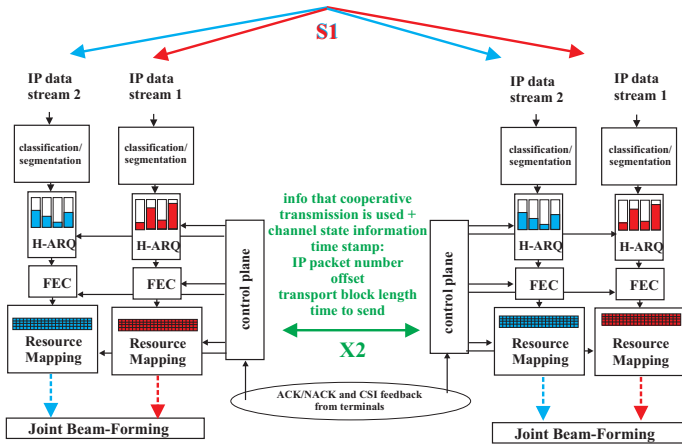 S1
IP data
stream 2
IP data
stream 1
IP data
stream 2
IP data
stream 1
classification/
segmentation
classification/
segmentation
classification/
segmentation
classification/
segmentation
H-ARQ
H-ARQ
H-ARQ
H-ARQ
info that cooperative
transmission is used +
channel state information
time stamp:
IP packet number
offset
transport block length
time to send
X2
control plane
control plane
FEC
FEC
FEC
FEC
Resource
Mapping
Resource
Mapping
Resource
Mapping
Resource
Mapping
ACK/NACK and CSI feedback
from terminals
Joint Beam-Forming
Joint Beam-Forming